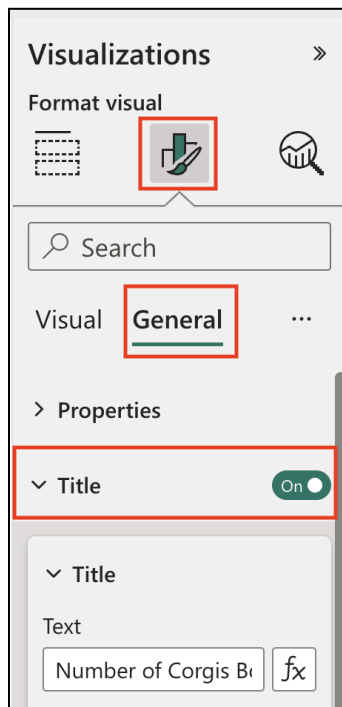 Visualizations
Format visual
Search
Visual General
Properties
Title On
Title
Text
Number of Corgis fx